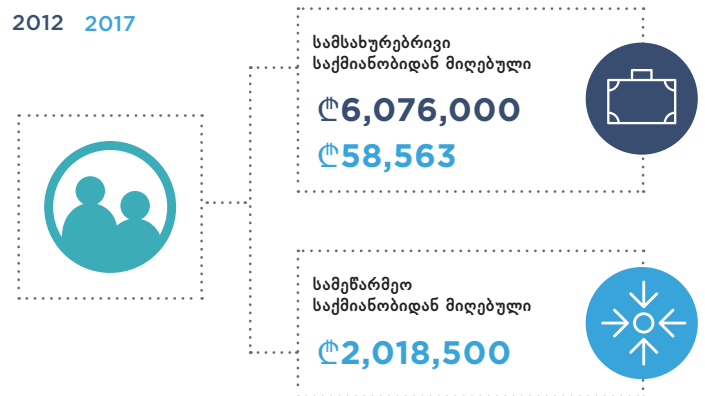 2012 2017
სამსახურებრივი
საქმიანობიდან მიღებული
₾6,076,000
₾58,563
სამეწარმეო
საქმიანობიდან მიღებული
₾2,018,500